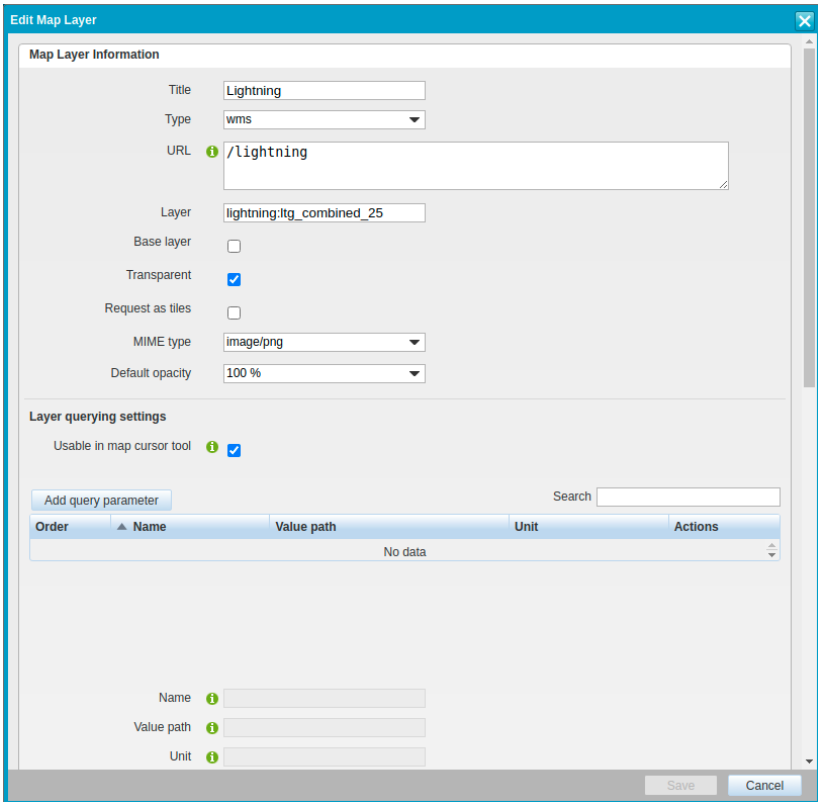 Edit Map Layer
Map Layer Information
Title Lightning
Type wms
URL /lightning
Layer lightning:ltg_combined_25
Base layer
Transparent
Request as tiles
MIME type image/png
Default opacity 100 %
Layer querying settings
Usable in map cursor tool
Add query parameter Search
Order Name Value path Unit Actions
No data
Name
Value path
Unit
Save Cancel